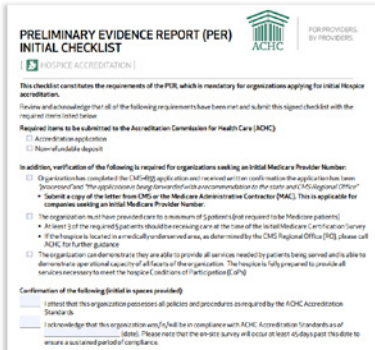 PRELIMINARY EVIDENCE REPORT (PER)
INITIAL CHECKLIST
HOSPICE ACCREDITATION
ACHC
FOR PROVIDERS.
BY PROVIDERS.
This checklist constitutes the requirements of the PER, which is mandatory for organizations applying for initial Hospice
accreditation.
Review and acknowledge that all of the following requirements have been met and submit this signed checklist with the
required items listed below.
Required items to be submitted to the Accreditation Commission for Health Care (ACHC):
Accreditation application
Non-refundable deposit
In addition, verification of the following is required for organizations seeking an Initial Medicare Provider Number:
Organization has completed the CMS-855 application and received written confirmation the application has been
"processed" and "the application is being forwarded with a recommendation to the state and CMS Regional Office"
• Submit a copy of the letter from CMS or the Medicare Administrative Contractor (MAC). This is applicable for
companies seeking an Initial Medicare Provider Number.
The organization must have provided care to a minimum of 5 patients (not required to be Medicare patients)
• At least 3 of the required 5 patients should be receiving care at the time of the Initial Medicare Certification Survey
• If the hospice is located in a medically underserved area, as determined by the CMS Regional Office (RO), please call
ACHC for further guidance
The organization can demonstrate they are able to provide all services needed by patients being served and is able to
demonstrate operational capacity of all facets of the organization. The hospice is fully prepared to provide all
services necessary to meet the hospice Conditions of Participation (CoPs)
Confirmation of the following (initial in spaces provided):
I attest that this organization possesses all policies and procedures as required by the ACHC Accreditation
Standards
I acknowledge that this organization was/is/will be in compliance with ACHC Accreditation Standards as of
(date). Please note that the on-site survey will occur at least 45 days past this date to
ensure a sustained period of compliance.